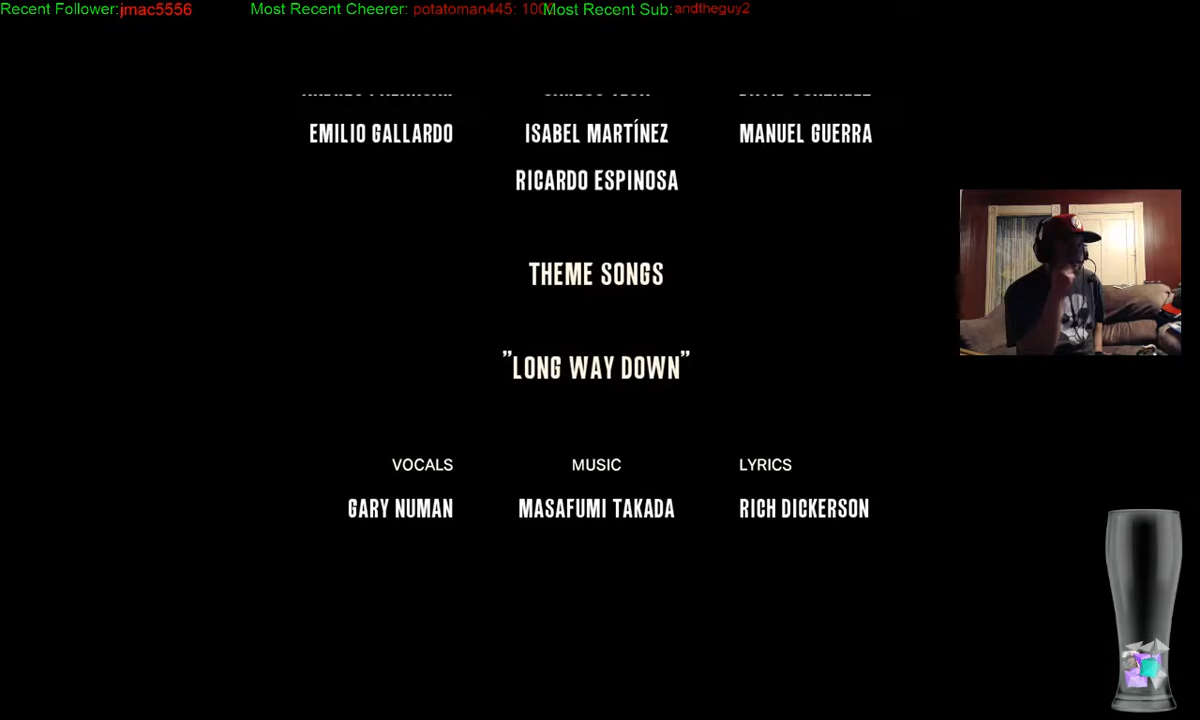 Recent Follower:jmac5556 Most Recent Cheerer: potatoman445: 100 Most Recent Sub:andtheguy2
EMILIO GALLARDO ISABEL MARTÍNEZ MANUEL GUERRA
RICARDO ESPINOSA
THEME SONGS
"LONG WAY DOWN"
VOCALS MUSIC LYRICS
GARY NUMAN MASAFUMI TAKADA RICH DICKERSON